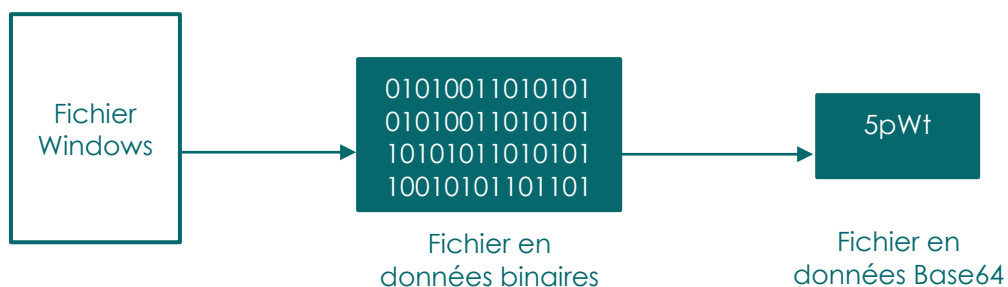 Fichier
Windows
01010011010101
01010011010101
10101011010101
10010101101101
5pWt
Fichier en
données binaires
Fichier en
données Base64